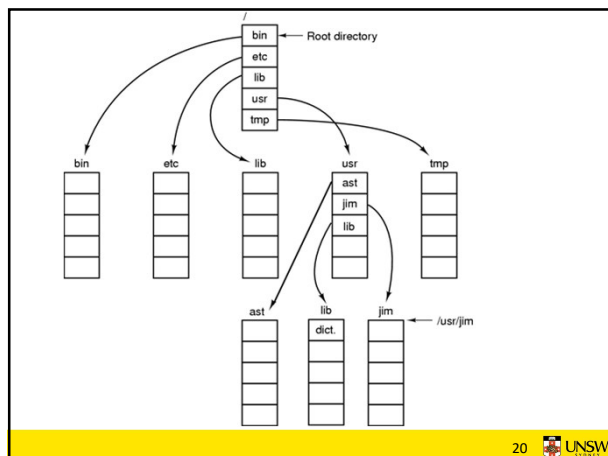 /
bin
Root directory
etc
lib
usr
tmp
bin etc lib usr tmp
ast
jim
lib
ast lib jim
/usr/jim
dict.
20 UNSW
SYDNEY